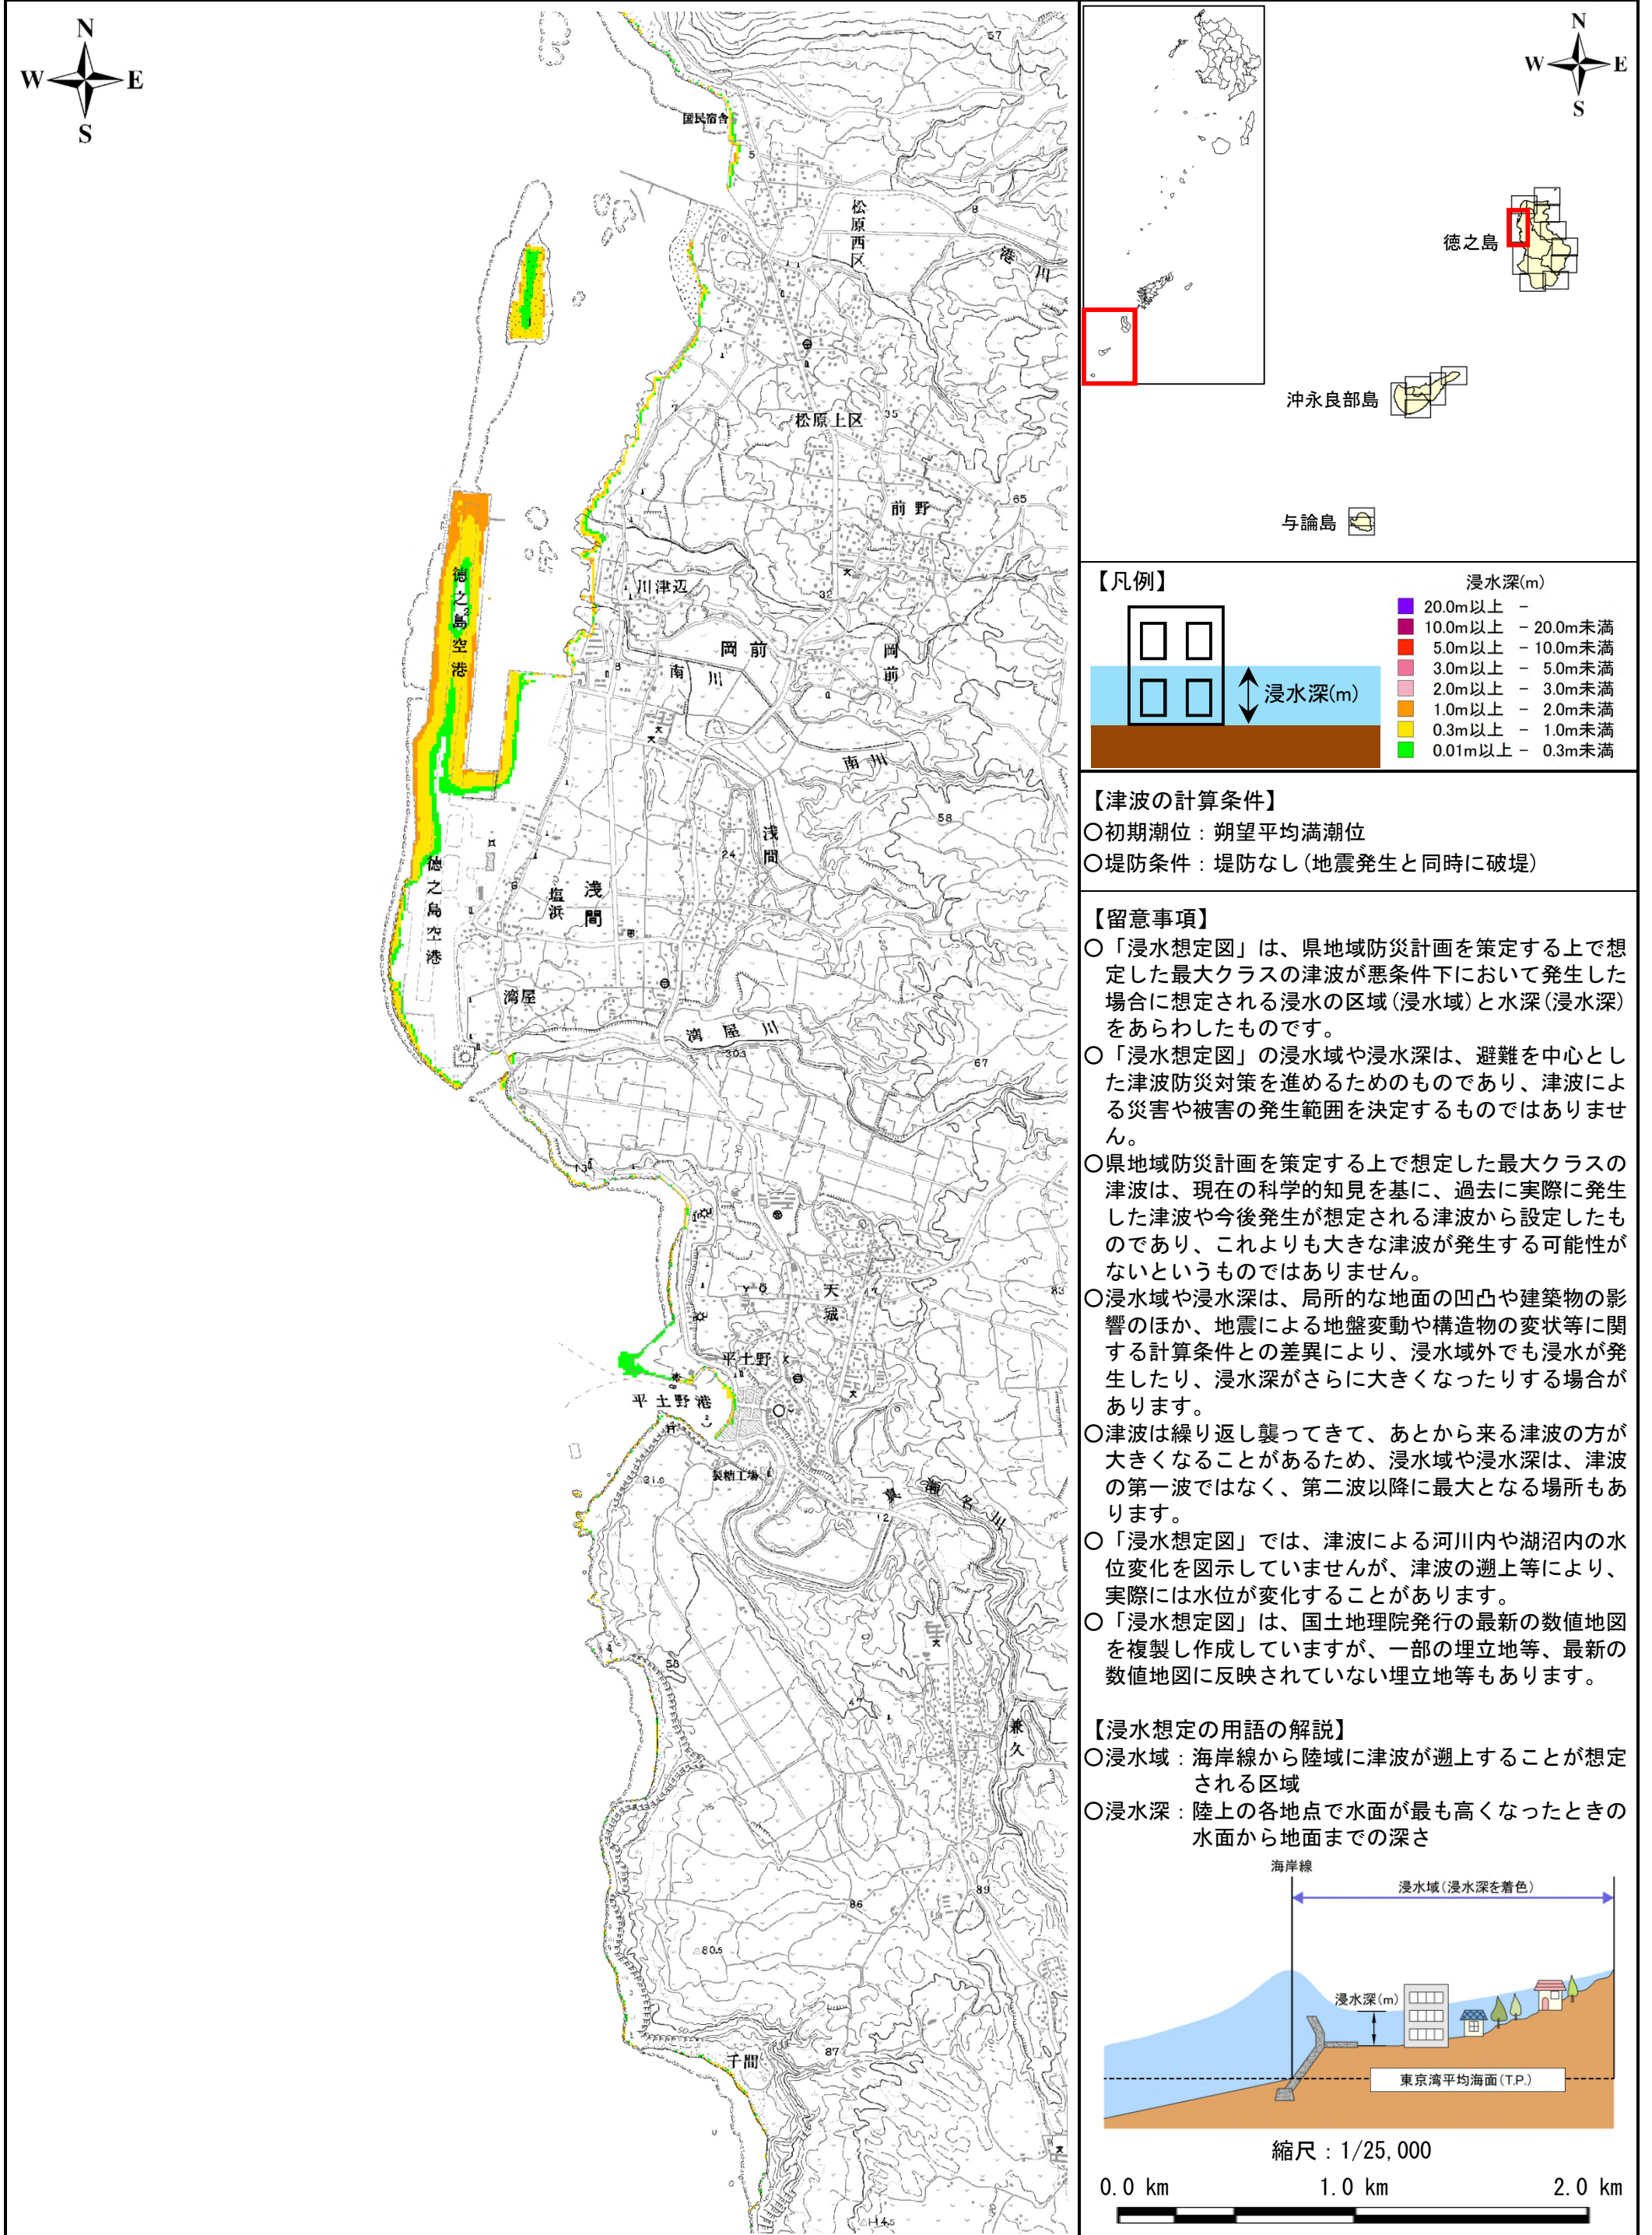 N
W
E
S
57
国民宿舎
5
松原西区
8
港川
松原上区
35
7
前野
65
徳之島空港
2
川津辺
32
岡前
岡前
南川
8
南川
58
浅間
24
徳之島空港
6
塩浜
浅間
湾屋
湾屋川
30.3
67
13
天城
17
83
平土野
平土野港
2
31.9
製糖工場
真瀬名川
12
70
58
47
兼久
76
89
86
80.5
千間
87
114.5
N
W
E
S
徳之島
沖永良部島
与論島
【凡例】
浸水深(m)
浸水深(m)
20.0m以上 -
10.0m以上 - 20.0m未満
5.0m以上 - 10.0m未満
3.0m以上 - 5.0m未満
2.0m以上 - 3.0m未満
1.0m以上 - 2.0m未満
0.3m以上 - 1.0m未満
0.01m以上 - 0.3m未満
【津波の計算条件】
○初期潮位：朔望平均満潮位
○堤防条件：堤防なし(地震発生と同時に破堤)
【留意事項】
○「浸水想定図」は、県地域防災計画を策定する上で想
定した最大クラスの津波が悪条件下において発生した
場合に想定される浸水の区域(浸水域)と水深(浸水深)
をあらわしたものです。
○「浸水想定図」の浸水域や浸水深は、避難を中心とし
た津波防災対策を進めるためのものであり、津波によ
る災害や被害の発生範囲を決定するものではありませ
ん。
○県地域防災計画を策定する上で想定した最大クラスの
津波は、現在の科学的知見を基に、過去に実際に発生
した津波や今後発生が想定される津波から設定したも
のであり、これよりも大きな津波が発生する可能性が
ないというものではありません。
○浸水域や浸水深は、局所的な地面の凹凸や建築物の影
響のほか、地震による地盤変動や構造物の変状等に関
する計算条件との差異により、浸水域外でも浸水が発
生したり、浸水深がさらに大きくなったりする場合が
あります。
○津波は繰り返し襲ってきて、あとから来る津波の方が
大きくなることがあるため、浸水域や浸水深は、津波
の第一波ではなく、第二波以降に最大となる場所もあ
ります。
○「浸水想定図」では、津波による河川内や湖沼内の水
位変化を図示していませんが、津波の遡上等により、
実際には水位が変化することがあります。
○「浸水想定図」は、国土地理院発行の最新の数値地図
を複製し作成していますが、一部の埋立地等、最新の
数値地図に反映されていない埋立地等もあります。
【浸水想定の用語の解説】
○浸水域：海岸線から陸域に津波が遡上することが想定
される区域
○浸水深：陸上の各地点で水面が最も高くなったときの
水面から地面までの深さ
海岸線
浸水域(浸水深を着色)
浸水深(m)
東京湾平均海面(T.P.)
縮尺：1/25,000
0.0 km
1.0 km
2.0 km